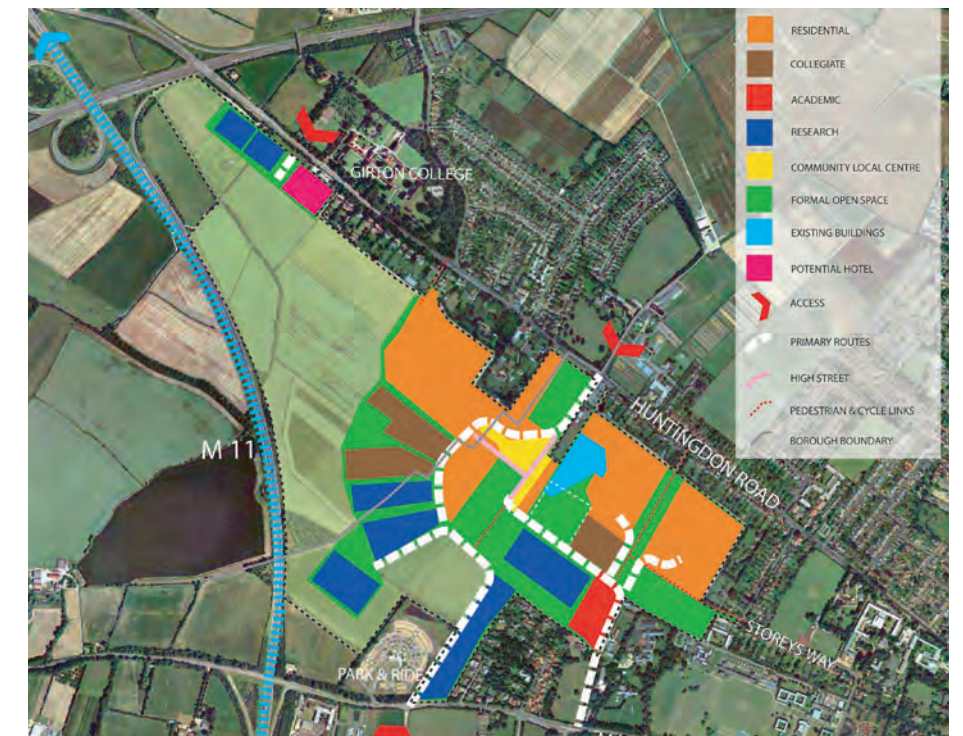 RESIDENTIAL
COLLEGIATE
ACADEMIC
RESEARCH
COMMUNITY LOCAL CENTRE
FORMAL OPEN SPACE
EXISTING BUILDINGS
POTENTIAL HOTEL
ACCESS
PRIMARY ROUTES
HIGH STREET
PEDESTRIAN & CYCLE LINKS
BOROUGH BOUNDARY
GIRTON COLLEGE
HUNTINGDON ROAD
M 11
STOREYS WAY
PARK & RIDE